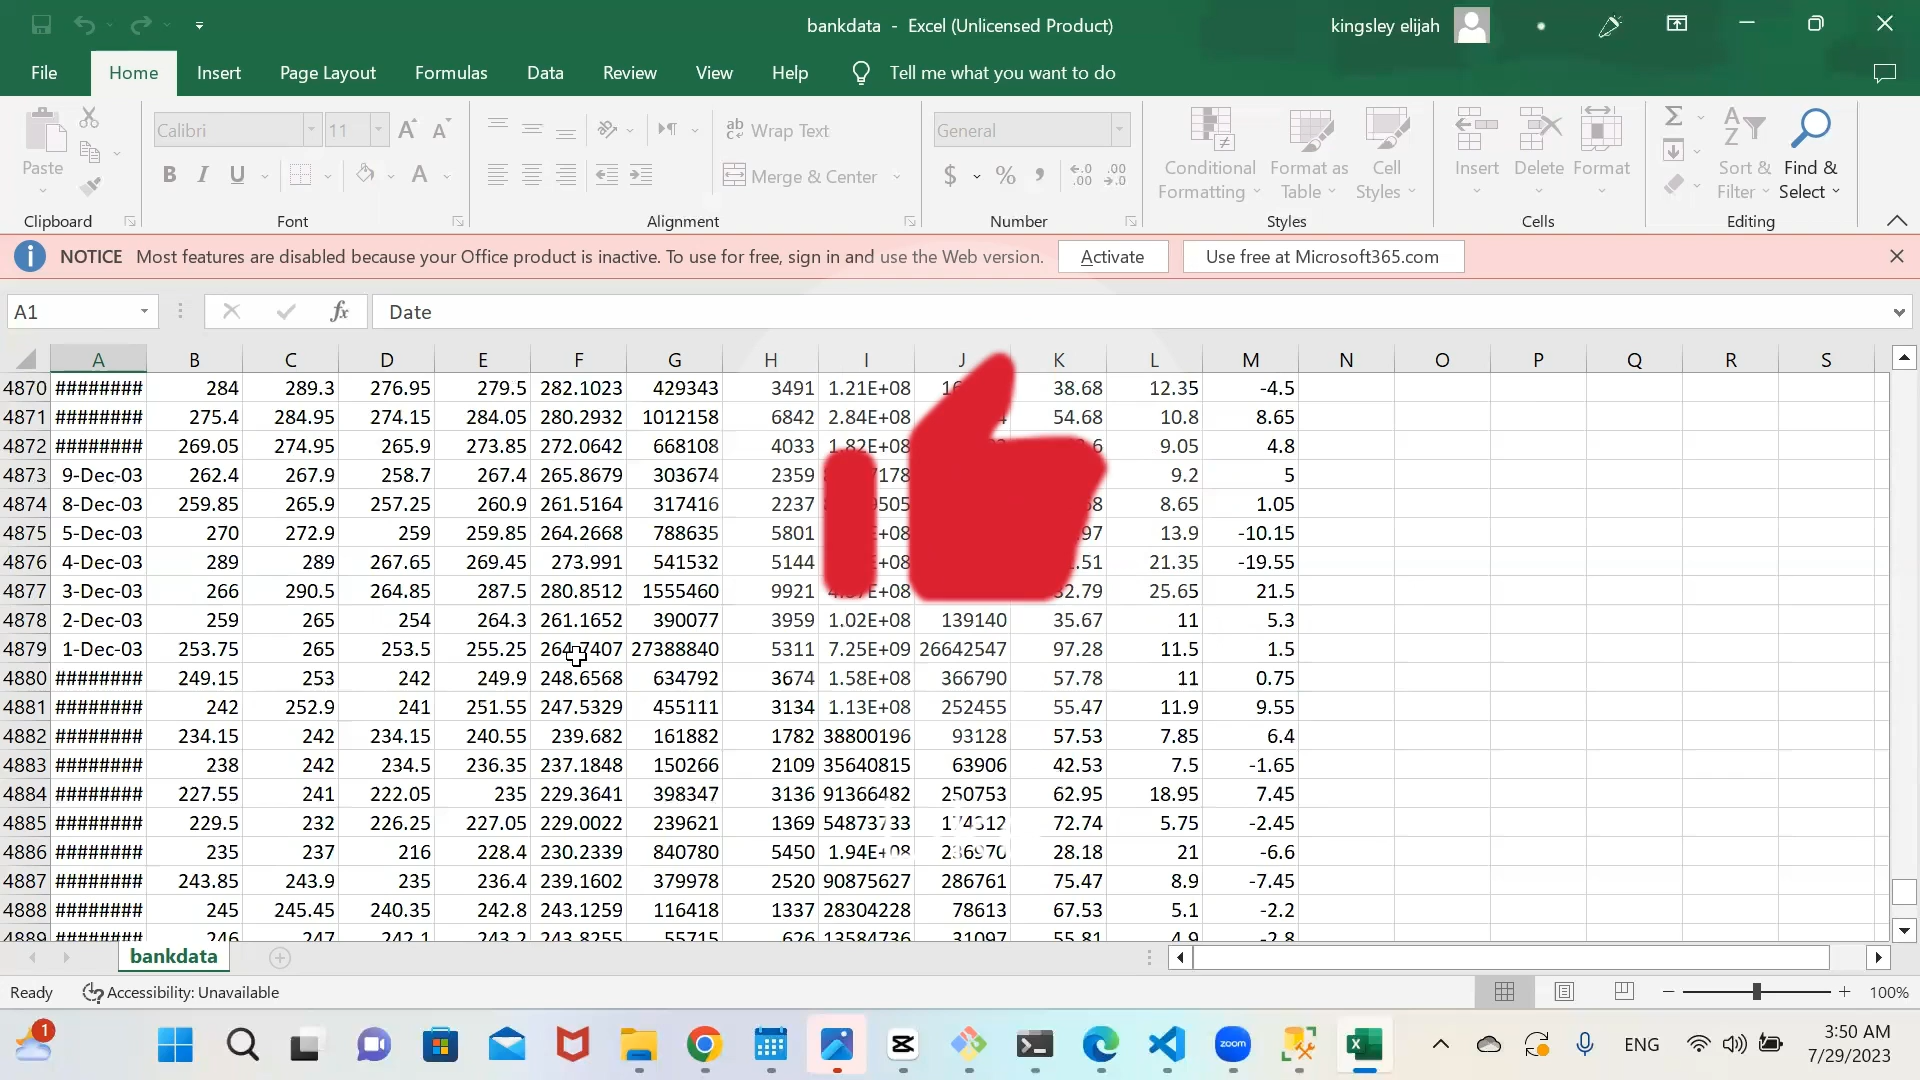 bankdata - Excel (Unlicensed Product)
kingsley elijah
File Home Insert Page Layout Formulas Data Review View Help Tell me what you want to do
Calibri 11 ab Wrap Text General
Paste B I U A Merge & Center $ % , Conditional Formatting Format as Table Cell Styles Insert Delete Format Sort & Filter Find & Select
Clipboard Font Alignment Number Styles Cells Editing
NOTICE Most features are disabled because your Office product is inactive. To use for free, sign in and use the Web version. Activate Use free at Microsoft365.com
A1 fx Date
A B C D E F G H I J K L M N O P Q R S
4870 ######## 284 289.3 276.95 279.5 282.1023 429343 3491 1.21E+08 38.68 12.35 -4.5
4871 ######## 275.4 284.95 274.15 284.05 280.2932 1012158 6842 2.84E+08 54.68 10.8 8.65
4872 ######## 269.05 274.95 265.9 273.85 272.0642 668108 4033 1.82E+08 9.05 4.8
4873 9-Dec-03 262.4 267.9 258.7 267.4 265.8679 303674 2359 9.2 5
4874 8-Dec-03 259.85 265.9 257.25 260.9 261.5164 317416 2237 8.65 1.05
4875 5-Dec-03 270 272.9 259 259.85 264.2668 788635 5801 13.9 -10.15
4876 4-Dec-03 289 289 267.65 269.45 273.991 541532 5144 21.35 -19.55
4877 3-Dec-03 266 290.5 264.85 287.5 280.8512 1555460 9921 25.65 21.5
4878 2-Dec-03 259 265 254 264.3 261.1652 390077 3959 1.02E+08 139140 35.67 11 5.3
4879 1-Dec-03 253.75 265 253.5 255.25 264.7407 27388840 5311 7.25E+09 26642547 97.28 11.5 1.5
4880 ######## 249.15 253 242 249.9 248.6568 634792 3674 1.58E+08 366790 57.78 11 0.75
4881 ######## 242 252.9 241 251.55 247.5329 455111 3134 1.13E+08 252455 55.47 11.9 9.55
4882 ######## 234.15 242 234.15 240.55 239.682 161882 1782 38800196 93128 57.53 7.85 6.4
4883 ######## 238 242 234.5 236.35 237.1848 150266 2109 35640815 63906 42.53 7.5 -1.65
4884 ######## 227.55 241 222.05 235 229.3641 398347 3136 91366482 250753 62.95 18.95 7.45
4885 ######## 229.5 232 226.25 227.05 229.0022 239621 1369 54873733 174312 72.74 5.75 -2.45
4886 ######## 235 237 216 228.4 230.2339 840780 5450 1.94E+08 236970 28.18 21 -6.6
4887 ######## 243.85 243.9 235 236.4 239.1602 379978 2520 90875627 286761 75.47 8.9 -7.45
4888 ######## 245 245.45 240.35 242.8 243.1259 116418 1337 28304228 78613 67.53 5.1 -2.2
4889 ######## 246 247 242.1 243.2 243.8255 55715 626 13584736 31097 55.81 4.9 -2.8
bankdata
Ready Accessibility: Unavailable 100%
1 zoom ENG 3:50 AM
7/29/2023